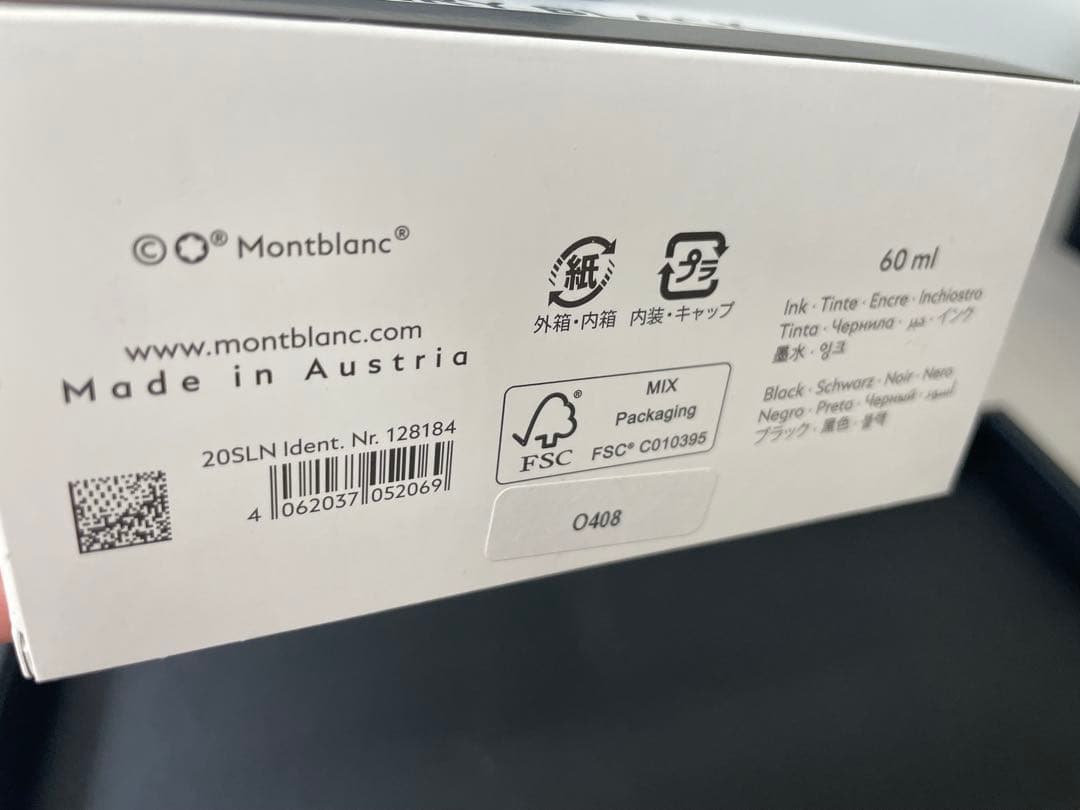 © ® Montblanc®
www.montblanc.com
Made in Austria
20SLN Ident. Nr. 128184
4 062037 052069
紙
外箱・内箱
プラ
内装・キャップ
FSC®
MIX
Packaging
FSC® C010395
O408
60 ml
Ink · Tinte · Encre · Inchiostro
Tinta · Чернила · حبر · インク
墨水 · 잉크
Black · Schwarz · Noir · Nero
Negro · Preto · Черный · أسود
ブラック · 黑色 · 블랙